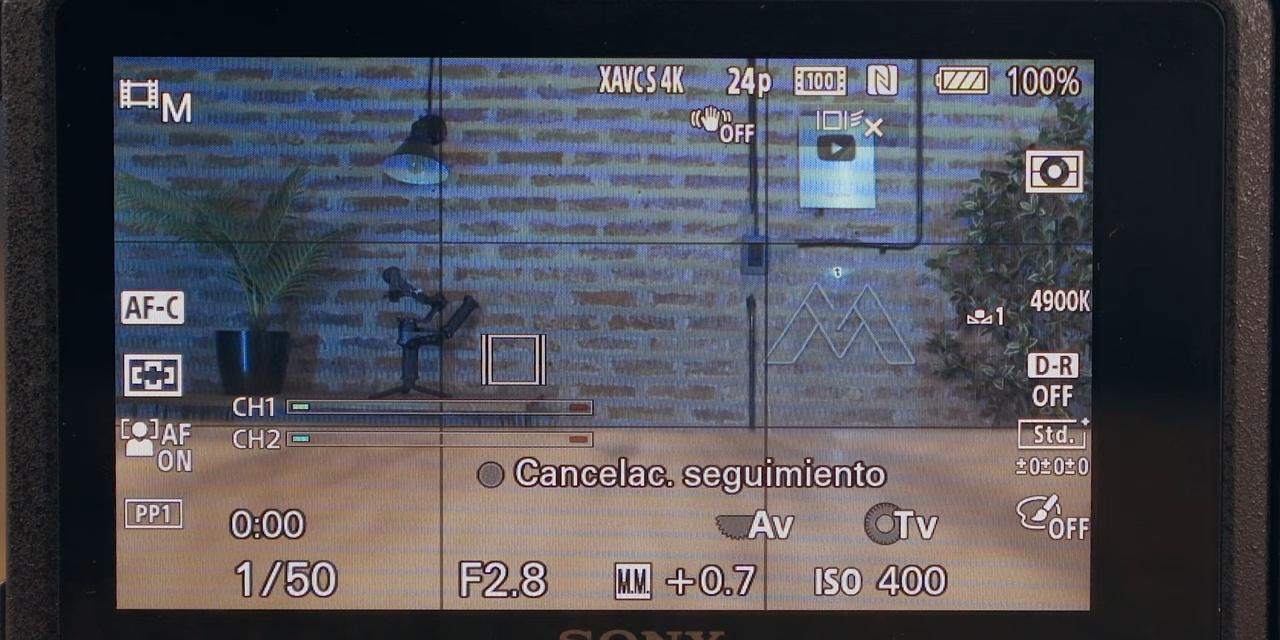 M
XAVCS 4K 24p 100 N 100%
OFF
AF-C
4900K
1
D-R
OFF
AF
ON
CH1
CH2
Std.
±0±0±0
Cancelac. seguimiento
PP1
0:00
Av
Tv
OFF
1/50
F2.8
M.M. +0.7
ISO 400
SONY